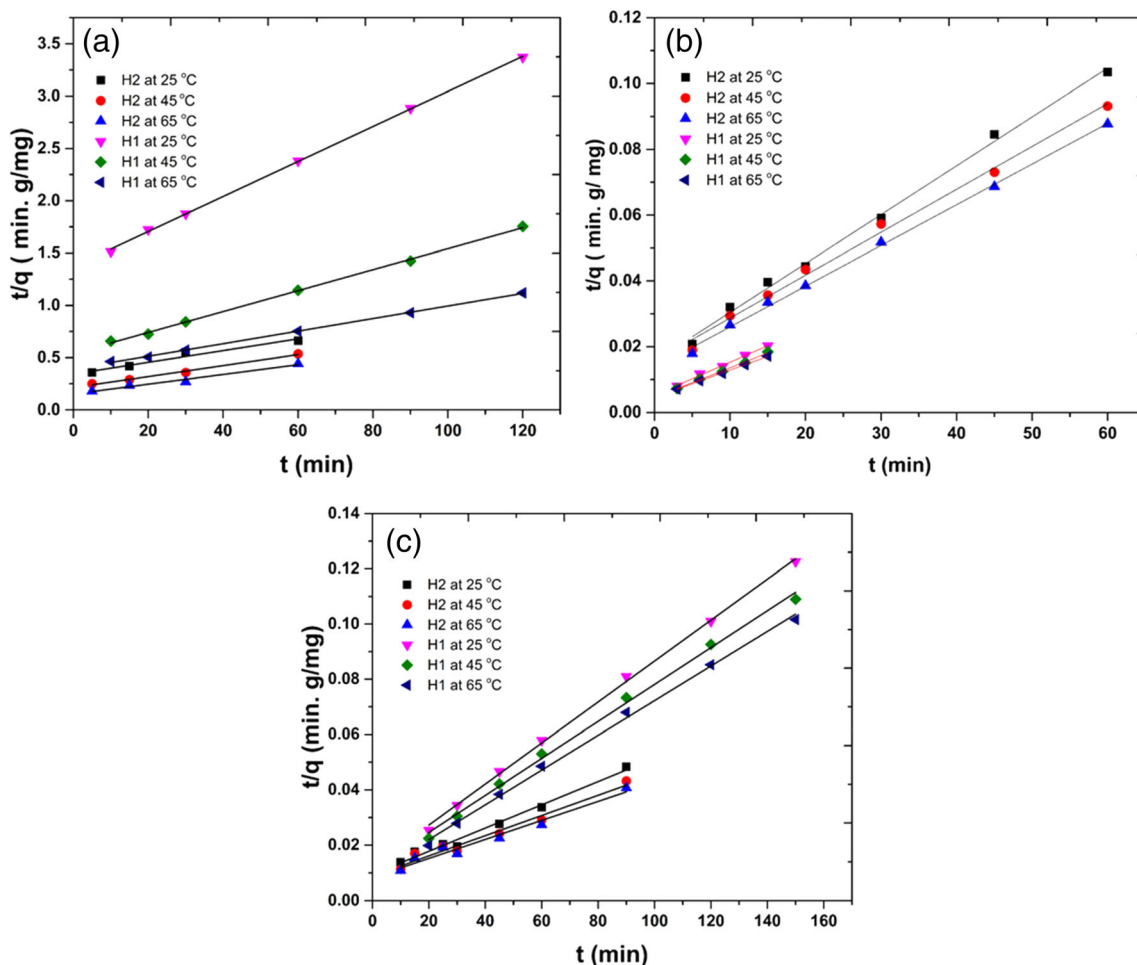 (a)
H2 at 25 °C
H2 at 45 °C
H2 at 65 °C
H1 at 25 °C
H1 at 45 °C
H1 at 65 °C
t/q ( min. g/mg)
3.5
3.0
2.5
2.0
1.5
1.0
0.5
0.0
0
20
40
60
80
100
120
t (min)
(b)
H2 at 25 °C
H2 at 45 °C
H2 at 65 °C
H1 at 25 °C
H1 at 45 °C
H1 at 65 °C
t/q ( min. g/ mg)
0.12
0.10
0.08
0.06
0.04
0.02
0.00
0
10
20
30
40
50
60
t (min)
(c)
H2 at 25 °C
H2 at 45 °C
H2 at 65 °C
H1 at 25 °C
H1 at 45 °C
H1 at 65 °C
t/q (min. g/mg)
0.14
0.12
0.10
0.08
0.06
0.04
0.02
0.00
0
20
40
60
80
100
120
140
160
t (min)